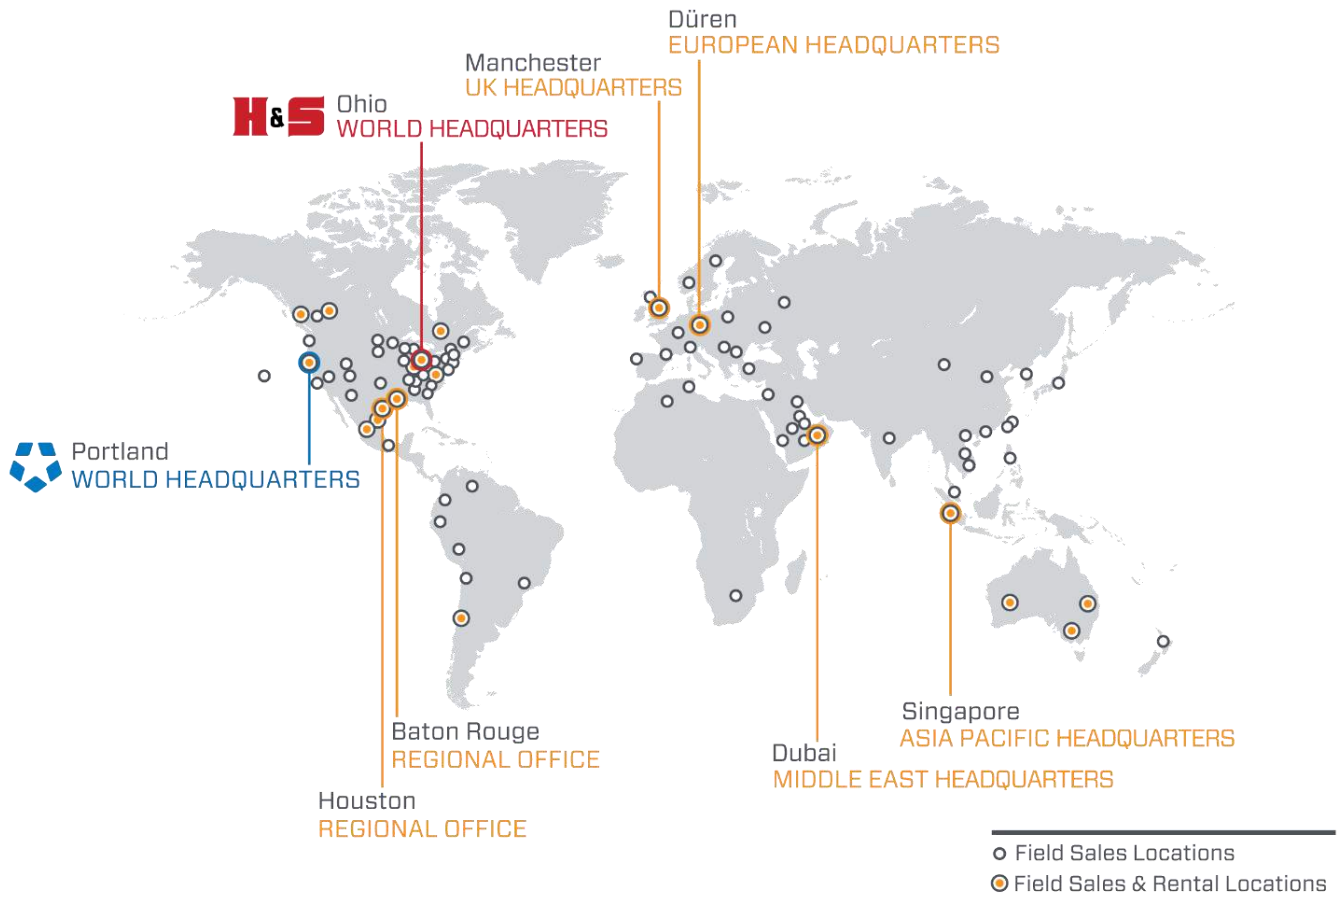 Düren
EUROPEAN HEADQUARTERS
Manchester
UK HEADQUARTERS
H&S
Ohio
WORLD HEADQUARTERS
Portland
WORLD HEADQUARTERS
Baton Rouge
REGIONAL OFFICE
Houston
REGIONAL OFFICE
Singapore
ASIA PACIFIC HEADQUARTERS
Dubai
MIDDLE EAST HEADQUARTERS
Field Sales Locations
Field Sales & Rental Locations